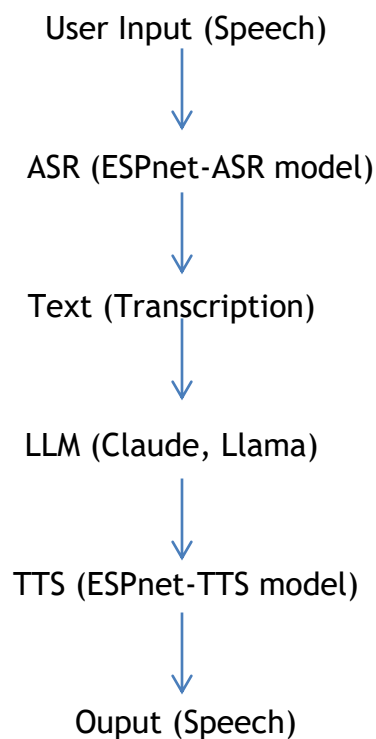 User Input (Speech)
ASR (ESPnet-ASR model)
Text (Transcription)
LLM (Claude, Llama)
TTS (ESPnet-TTS model)
Ouput (Speech)